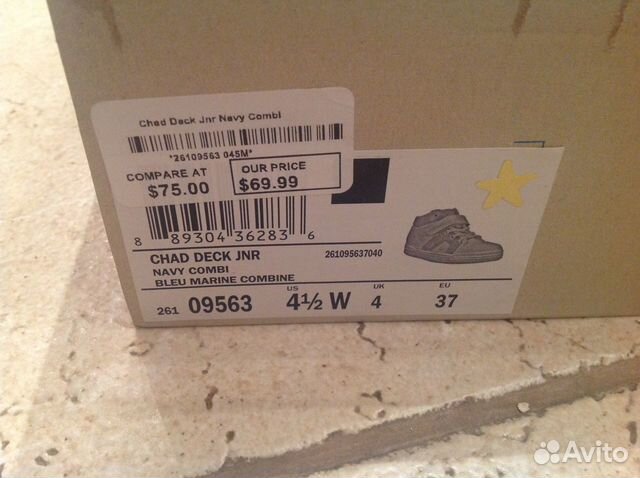 Chad Deck Jnr Navy Combi
*26109563 045M*
COMPARE AT
$75.00
OUR PRICE
$69.99
8 89304 36283 6
CHAD DECK JNR
261095637040
NAVY COMBI
BLEU MARINE COMBINE
US UK EU
261 09563 4½ W 4 37
Avito